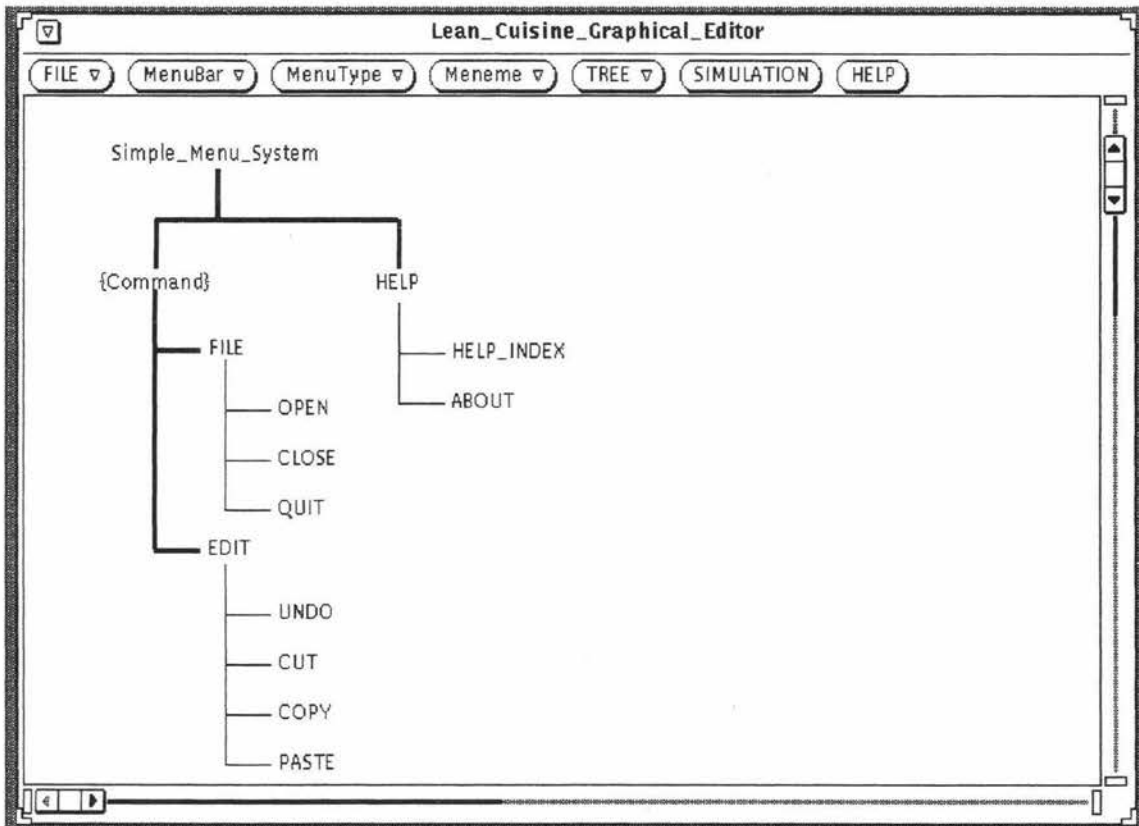 Lean_Cuisine_Graphical_Editor
FILE MenuBar MenuType Meneme TREE SIMULATION HELP
Simple_Menu_System
{Command} HELP
FILE HELP_INDEX
OPEN ABOUT
CLOSE
QUIT
EDIT
UNDO
CUT
COPY
PASTE